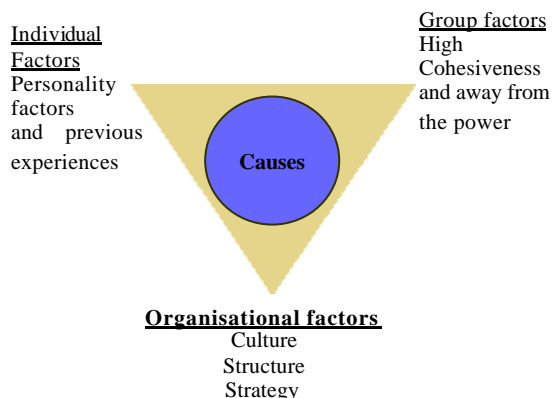 Individual
Factors
Personality
factors
and previous
experiences
Group factors
High
Cohesiveness
and away from
the power
Causes
Organisational factors
Culture
Structure
Strategy